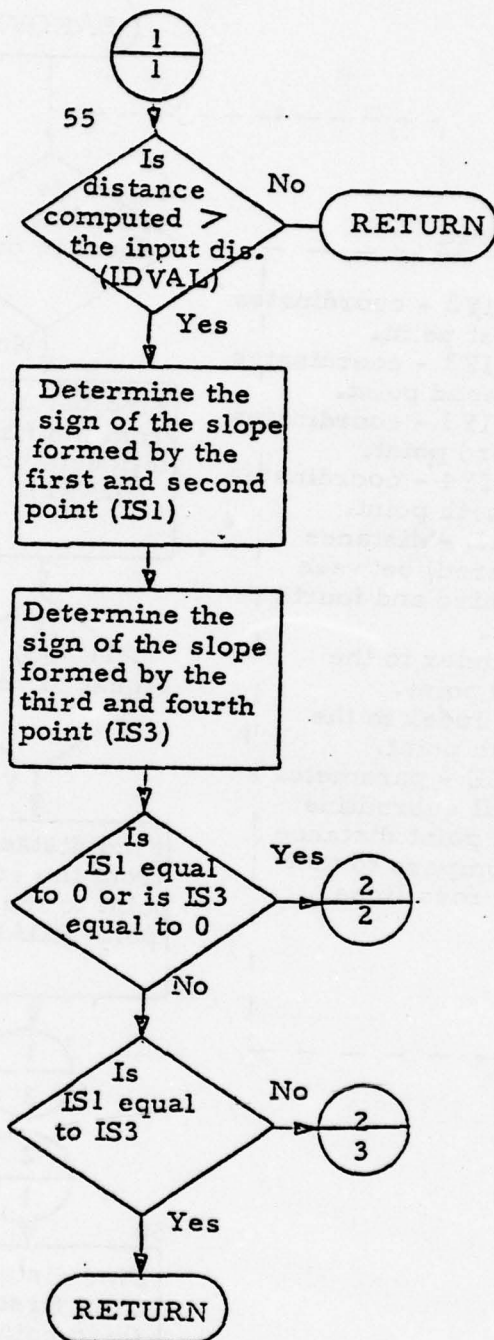 1
1
55
Is
distance
computed >
the input dis.
(IDVAL)
No
RETURN
Yes
Determine the
sign of the slope
formed by the
first and second
point (IS1)
Determine the
sign of the slope
formed by the
third and fourth
point (IS3)
Is
IS1 equal
to 0 or is IS3
equal to 0
Yes
2
2
No
Is
IS1 equal
to IS3
No
2
3
Yes
RETURN